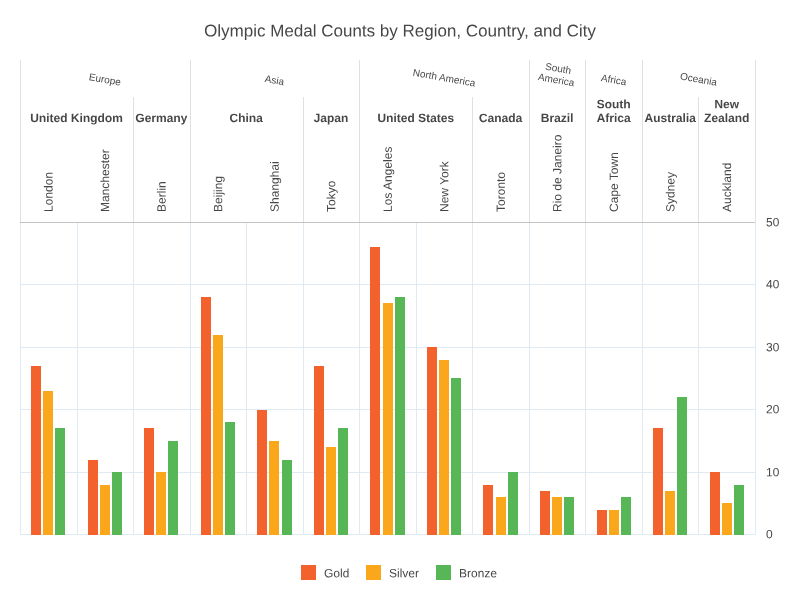 Olympic Medal Counts by Region, Country, and City
Europe
Asia
North America
South
America
Africa
Oceania
United Kingdom
Germany
China
Japan
United States
Canada
Brazil
South
Africa
Australia
New
Zealand
London
Manchester
Berlin
Beijing
Shanghai
Tokyo
Los Angeles
New York
Toronto
Rio de Janeiro
Cape Town
Sydney
Auckland
50
40
30
20
10
0
Gold
Silver
Bronze